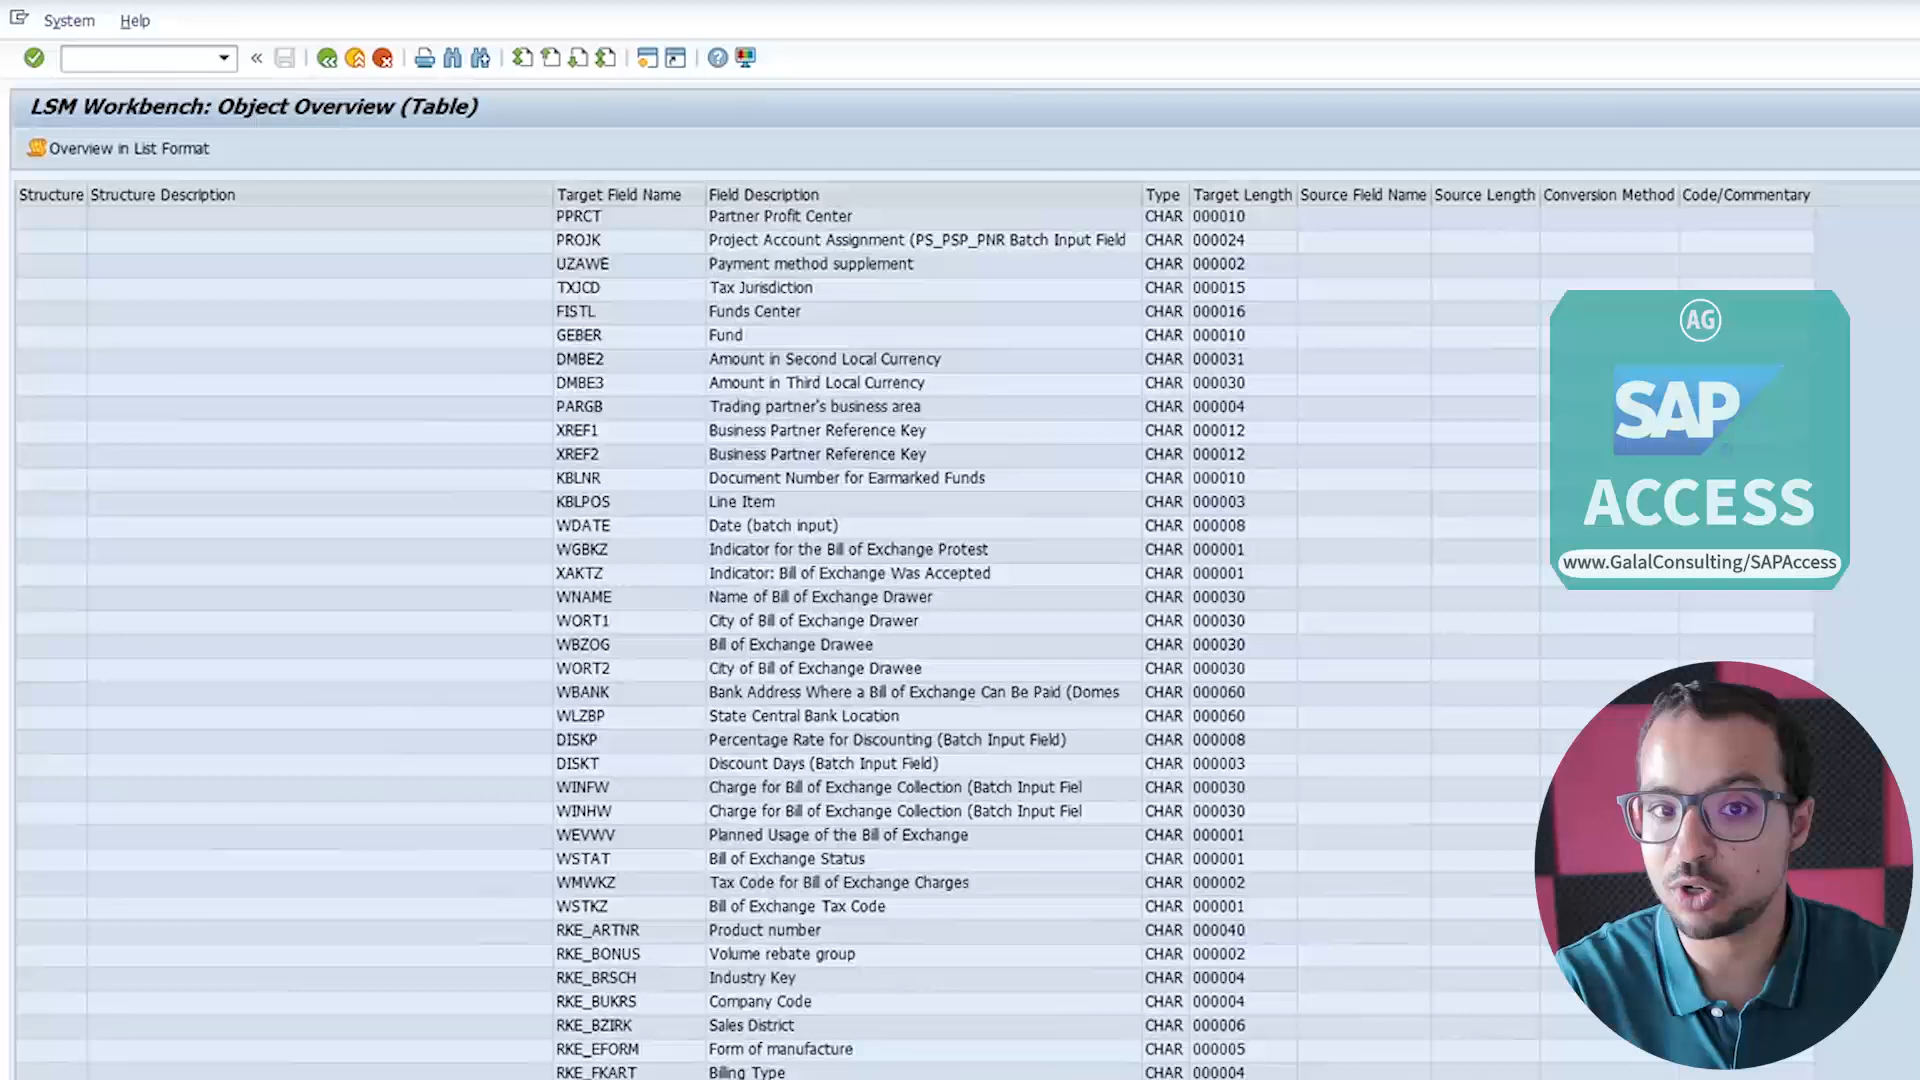 System Help
LSM Workbench: Object Overview (Table)
Overview in List Format
Structure Structure Description Target Field Name Field Description Type Target Length Source Field Name Source Length Conversion Method Code/Commentary
PPRCT Partner Profit Center CHAR 000010
PROJK Project Account Assignment (PS_PSP_PNR Batch Input Field CHAR 000024
UZAWE Payment method supplement CHAR 000002
TXJCD Tax Jurisdiction CHAR 000015
FISTL Funds Center CHAR 000016
GEBER Fund CHAR 000010
DMBE2 Amount in Second Local Currency CHAR 000031
DMBE3 Amount in Third Local Currency CHAR 000030
PARGB Trading partner's business area CHAR 000004
XREF1 Business Partner Reference Key CHAR 000012
XREF2 Business Partner Reference Key CHAR 000012
KBLNR Document Number for Earmarked Funds CHAR 000010
KBLPOS Line Item CHAR 000003
WDATE Date (batch input) CHAR 000008
WGBKZ Indicator for the Bill of Exchange Protest CHAR 000001
XAKTZ Indicator: Bill of Exchange Was Accepted CHAR 000001
WNAME Name of Bill of Exchange Drawer CHAR 000030
WORT1 City of Bill of Exchange Drawer CHAR 000030
WBZOG Bill of Exchange Drawee CHAR 000030
WORT2 City of Bill of Exchange Drawee CHAR 000030
WBANK Bank Address Where a Bill of Exchange Can Be Paid (Domes CHAR 000060
WLZBP State Central Bank Location CHAR 000060
DISKP Percentage Rate for Discounting (Batch Input Field) CHAR 000008
DISKT Discount Days (Batch Input Field) CHAR 000003
WINFW Charge for Bill of Exchange Collection (Batch Input Fiel CHAR 000030
WINHW Charge for Bill of Exchange Collection (Batch Input Fiel CHAR 000030
WEVWV Planned Usage of the Bill of Exchange CHAR 000001
WSTAT Bill of Exchange Status CHAR 000001
WMWKZ Tax Code for Bill of Exchange Charges CHAR 000002
WSTKZ Bill of Exchange Tax Code CHAR 000001
RKE_ARTNR Product number CHAR 000040
RKE_BONUS Volume rebate group CHAR 000002
RKE_BRSCH Industry Key CHAR 000004
RKE_BUKRS Company Code CHAR 000004
RKE_BZIRK Sales District CHAR 000006
RKE_EFORM Form of manufacture CHAR 000005
RKE_FKART Billing Type CHAR 000004
AG
SAP
ACCESS
www.GalalConsulting/SAPAccess